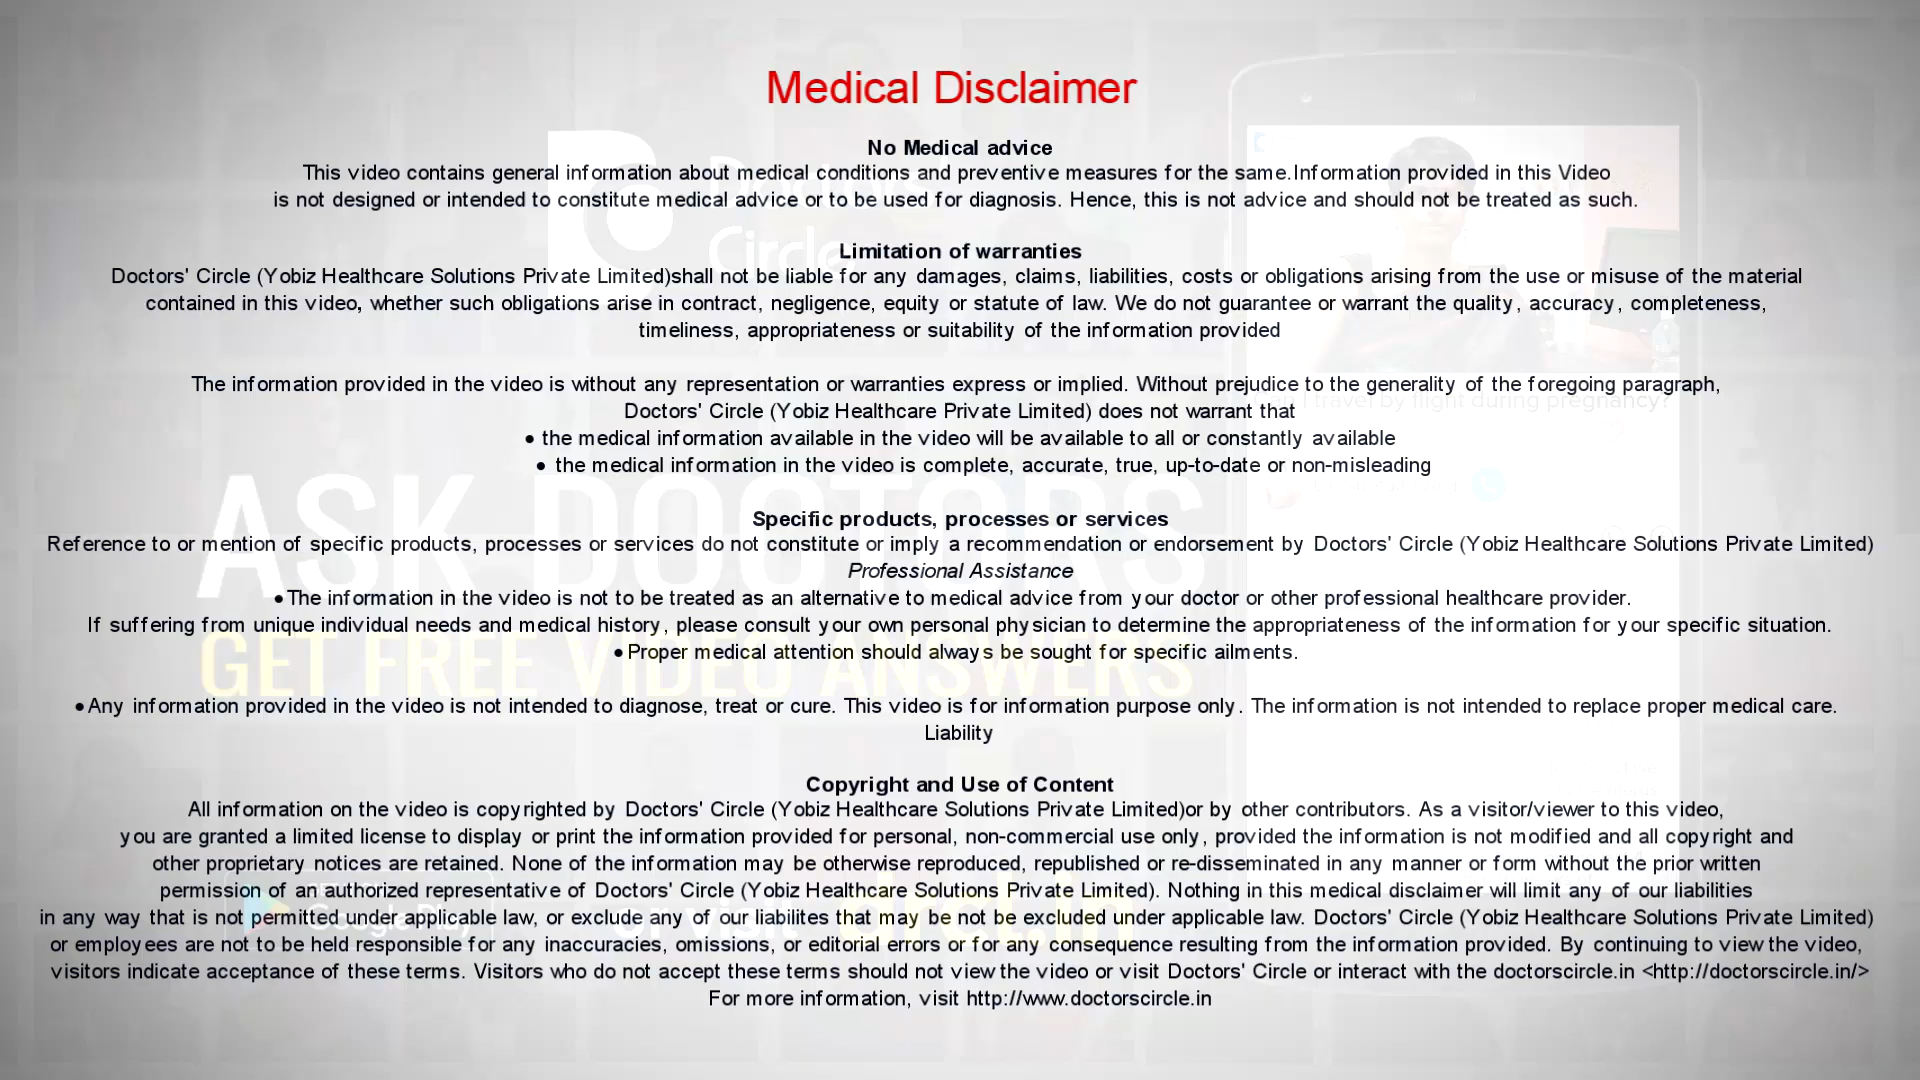 Medical Disclaimer
No Medical advice
This video contains general information about medical conditions and preventive measures for the same.Information provided in this Video
is not designed or intended to constitute medical advice or to be used for diagnosis. Hence, this is not advice and should not be treated as such.
Doctors'
Circle
Limitation of warranties
Doctors' Circle (Yobiz Healthcare Solutions Private Limited)shall not be liable for any damages, claims, liabilities, costs or obligations arising from the use or misuse of the material
contained in this video, whether such obligations arise in contract, negligence, equity or statute of law. We do not guarantee or warrant the quality, accuracy, completeness,
timeliness, appropriateness or suitability of the information provided
The information provided in the video is without any representation or warranties express or implied. Without prejudice to the generality of the foregoing paragraph,
Can I travel by flight during pregnancy?
Doctors' Circle (Yobiz Healthcare Private Limited) does not warrant that
• the medical information available in the video will be available to all or constantly available
• the medical information in the video is complete, accurate, true, up-to-date or non-misleading
ASK DOCTORS
Specific products, processes or services
Reference to or mention of specific products, processes or services do not constitute or imply a recommendation or endorsement by Doctors' Circle (Yobiz Healthcare Solutions Private Limited)
Professional Assistance
•The information in the video is not to be treated as an alternative to medical advice from your doctor or other professional healthcare provider.
If suffering from unique individual needs and medical history, please consult your own personal physician to determine the appropriateness of the information for your specific situation.
•Proper medical attention should always be sought for specific ailments.
GET FREE VIDEO ANSWERS
•Any information provided in the video is not intended to diagnose, treat or cure. This video is for information purpose only. The information is not intended to replace proper medical care.
Liability
Copyright and Use of Content
All information on the video is copyrighted by Doctors' Circle (Yobiz Healthcare Solutions Private Limited)or by other contributors. As a visitor/viewer to this video,
you are granted a limited license to display or print the information provided for personal, non-commercial use only, provided the information is not modified and all copyright and
other proprietary notices are retained. None of the information may be otherwise reproduced, republished or re-disseminated in any manner or form without the prior written
permission of an authorized representative of Doctors' Circle (Yobiz Healthcare Solutions Private Limited). Nothing in this medical disclaimer will limit any of our liabilities
in any way that is not permitted under applicable law, or exclude any of our liabilites that may be not be excluded under applicable law. Doctors' Circle (Yobiz Healthcare Solutions Private Limited)
Google Play
or visit drcl.in
or employees are not to be held responsible for any inaccuracies, omissions, or editorial errors or for any consequence resulting from the information provided. By continuing to view the video,
visitors indicate acceptance of these terms. Visitors who do not accept these terms should not view the video or visit Doctors' Circle or interact with the doctorscircle.in <http://doctorscircle.in/>
For more information, visit http://www.doctorscircle.in